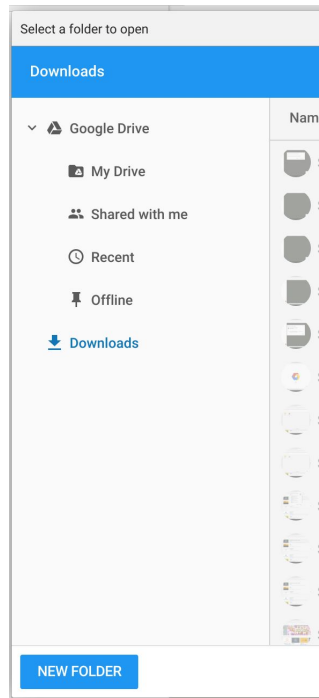 Select a folder to open
Downloads
Google Drive
Nam
My Drive
Shared with me
Recent
Offline
Downloads
NEW FOLDER